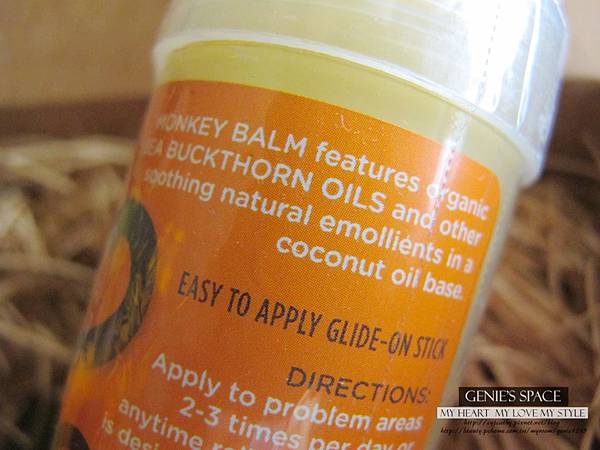 MONKEY BALM features organic
SEA BUCKTHORN OILS and other
soothing natural emollients in a
coconut oil base.
EASY TO APPLY GLIDE-ON STICK
DIRECTIONS:
Apply to problem areas
2-3 times per day or
anytime
is
GENIE'S SPACE
MY HEART MY LOVE MY STYLE